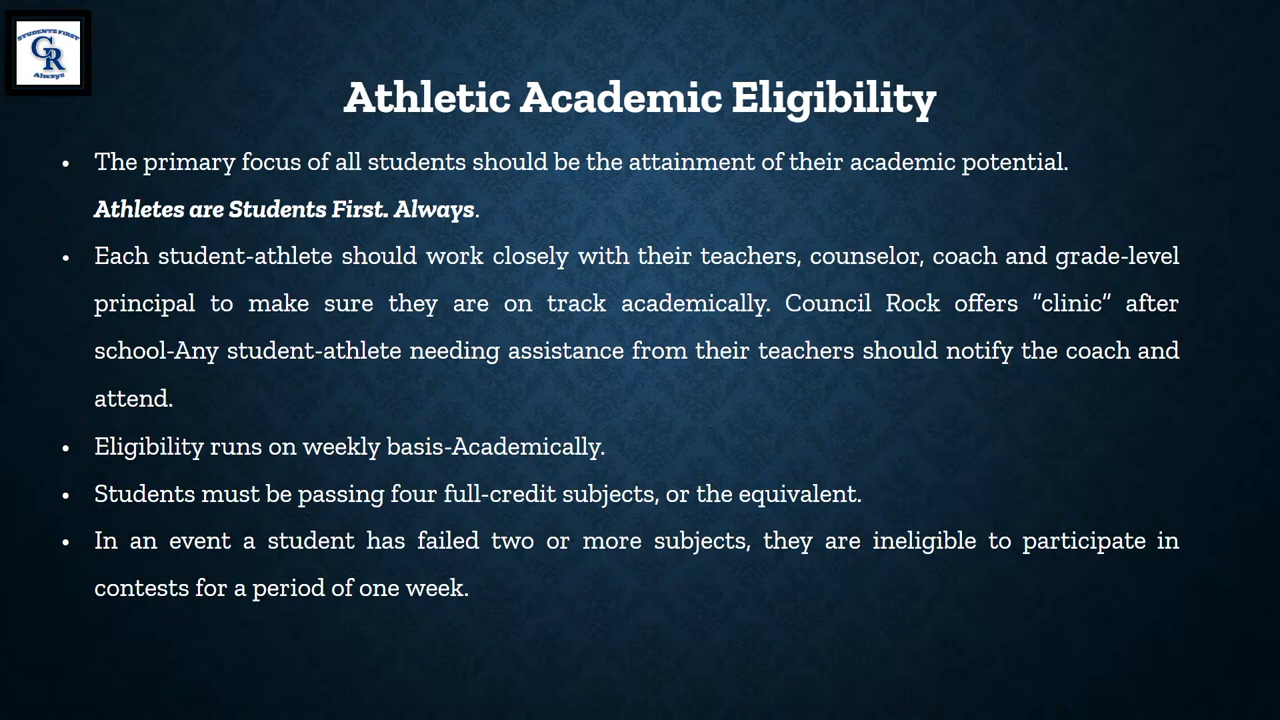 STUDENTS FIRST
CR
Always
Athletic Academic Eligibility
• The primary focus of all students should be the attainment of their academic potential.
Athletes are Students First. Always.
• Each student-athlete should work closely with their teachers, counselor, coach and grade-level
principal to make sure they are on track academically. Council Rock offers “clinic” after
school-Any student-athlete needing assistance from their teachers should notify the coach and
attend.
• Eligibility runs on weekly basis-Academically.
• Students must be passing four full-credit subjects, or the equivalent.
• In an event a student has failed two or more subjects, they are ineligible to participate in
contests for a period of one week.